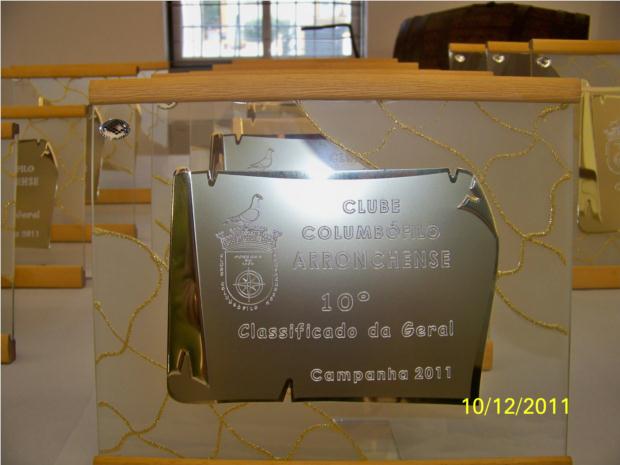 CLUBE
COLUMBÓFILO
ARRONCHENSE
10º
Classificado da Geral
Campanha 2011
10/12/2011